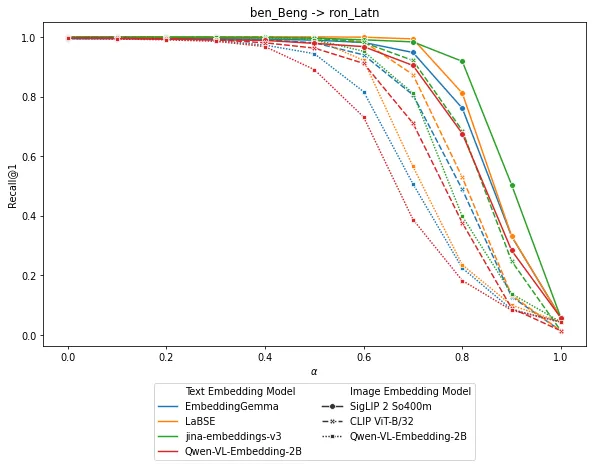 ben_Beng -> ron_Latn
1.0
0.8
0.6
0.4
0.2
0.0
Recall@1
0.0 0.2 0.4 0.6 0.8 1.0
α
Text Embedding Model
EmbeddingGemma
LaBSE
jina-embeddings-v3
Qwen-VL-Embedding-2B
Image Embedding Model
SigLIP 2 So400m
CLIP ViT-B/32
Qwen-VL-Embedding-2B